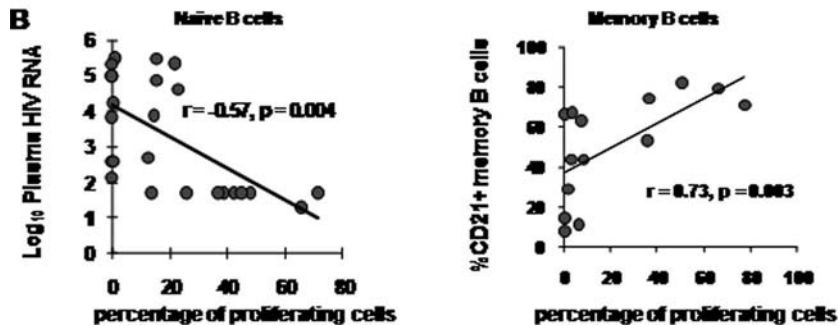 B
Naïve B cells
Memory B cells
Log10 Plasma HIV RNA
6
5
4
3
2
1
0
r = -0.57, p = 0.004
0 20 40 60 80
percentage of proliferating cells
% CD21+ memory B cells
100
80
60
40
20
0
r = 0.73, p = 0.003
0 20 40 60 80 100
percentage of proliferating cells